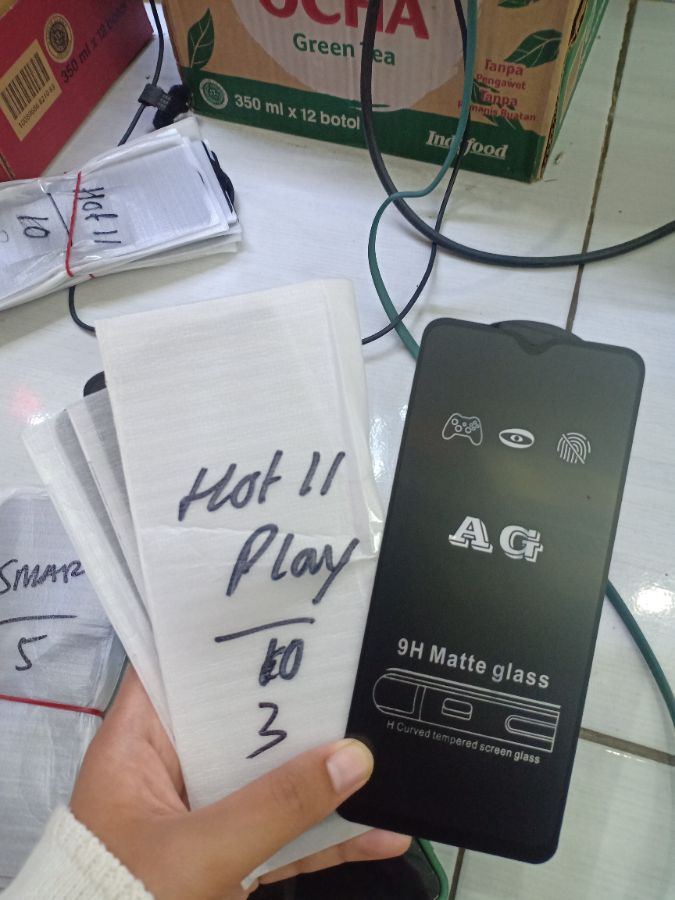 OCHA
Green Tea
350 ml x 12 botol
Tanpa
Pengawet
Tanpa
Pemanis Buatan
Indofood
350 ml x 12 botol
Hot 11
10
Hot 11
Play
10
3
SMAR
5
AG
9H Matte glass
H Curved tempered screen glass